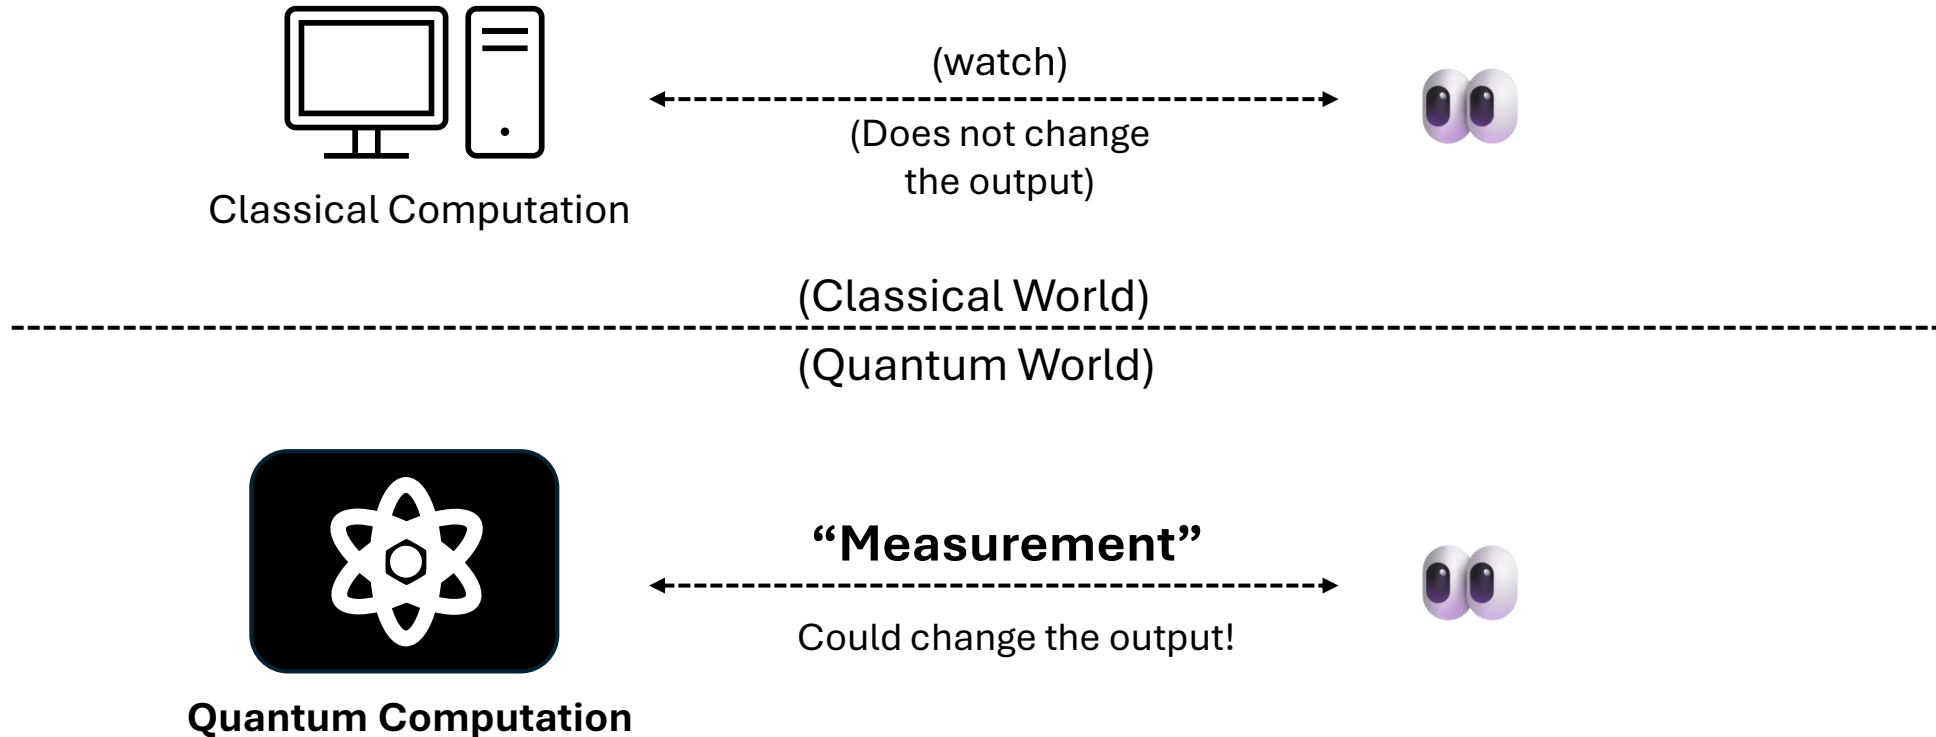 (watch)
(Does not change
the output)
Classical Computation
(Classical World)
(Quantum World)
“Measurement”
Could change the output!
Quantum Computation